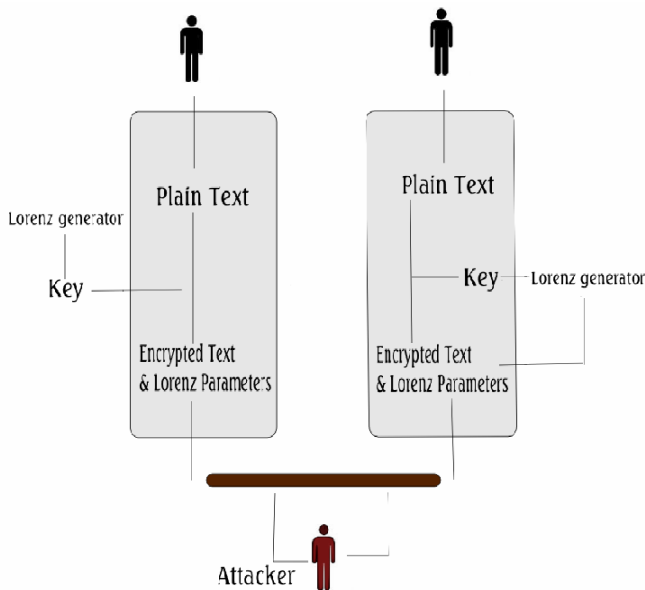 Plain Text
Lorenz generator
Key
Encrypted Text
& Lorenz Parameters
Plain Text
Key
Lorenz generator
Encrypted Text
& Lorenz Parameters
Attacker